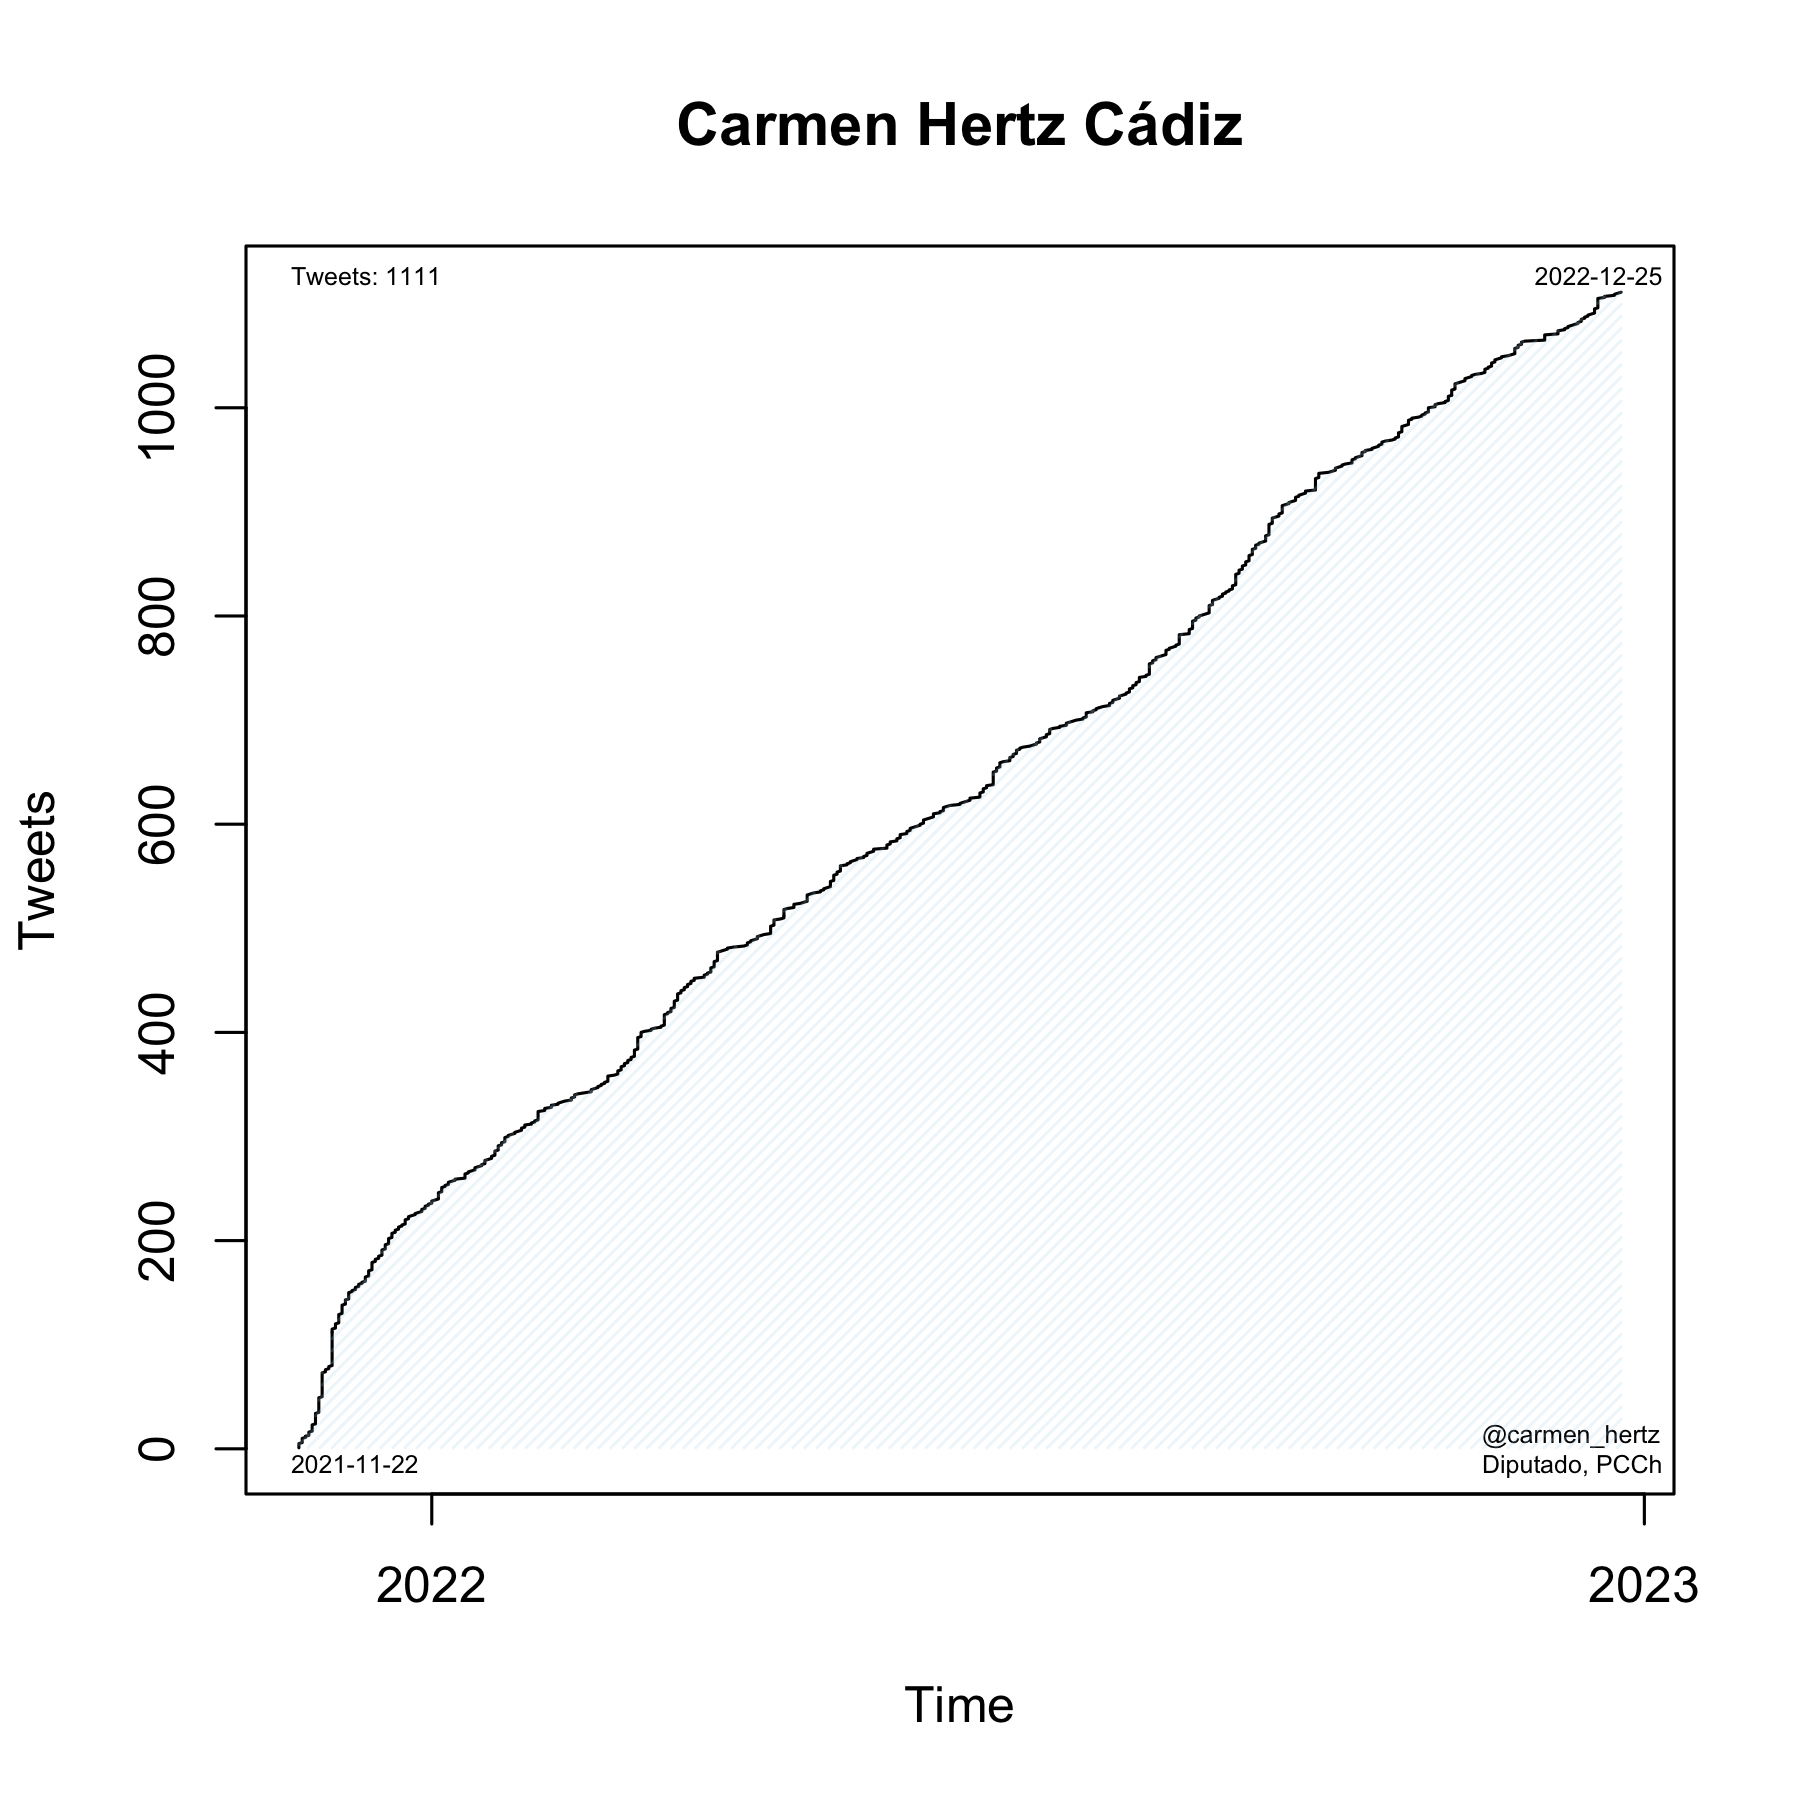 Carmen Hertz Cádiz
Tweets: 1111
2022-12-25
1000
800
600
400
200
0
Tweets
@carmen_hertz
Diputado, PCCh
2021-11-22
2022
2023
Time